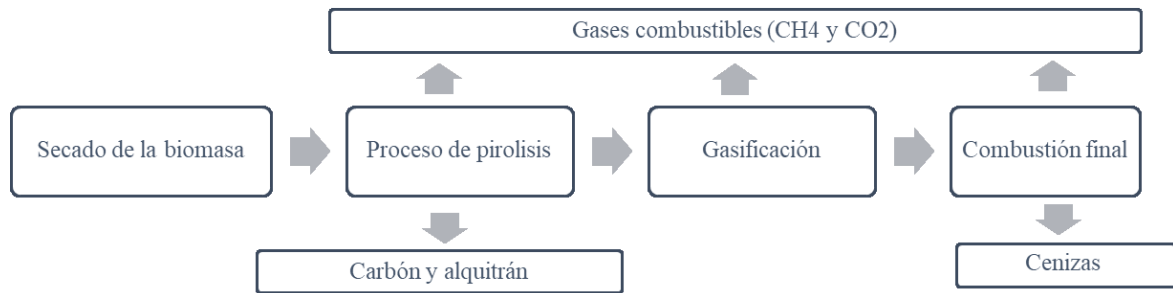 Gases combustibles (CH4 y CO2)
Secado de la biomasa
Proceso de pirolisis
Gasificación
Combustión final
Carbón y alquitrán
Cenizas